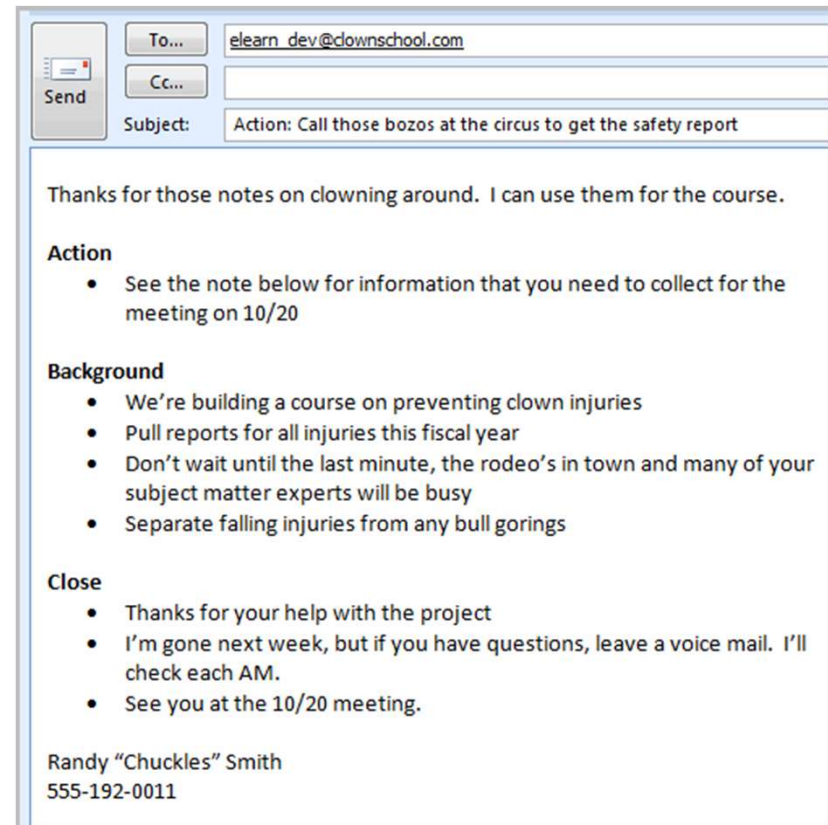 To...
elearn_dev@clownschool.com
Cc...
Send
Subject:
Action: Call those bozos at the circus to get the safety report
Thanks for those notes on clowning around.  I can use them for the course.
Action
• See the note below for information that you need to collect for the
meeting on 10/20
Background
• We're building a course on preventing clown injuries
• Pull reports for all injuries this fiscal year
• Don't wait until the last minute, the rodeo's in town and many of your
subject matter experts will be busy
• Separate falling injuries from any bull gorings
Close
• Thanks for your help with the project
• I'm gone next week, but if you have questions, leave a voice mail.  I'll
check each AM.
• See you at the 10/20 meeting.
Randy "Chuckles" Smith
555-192-0011